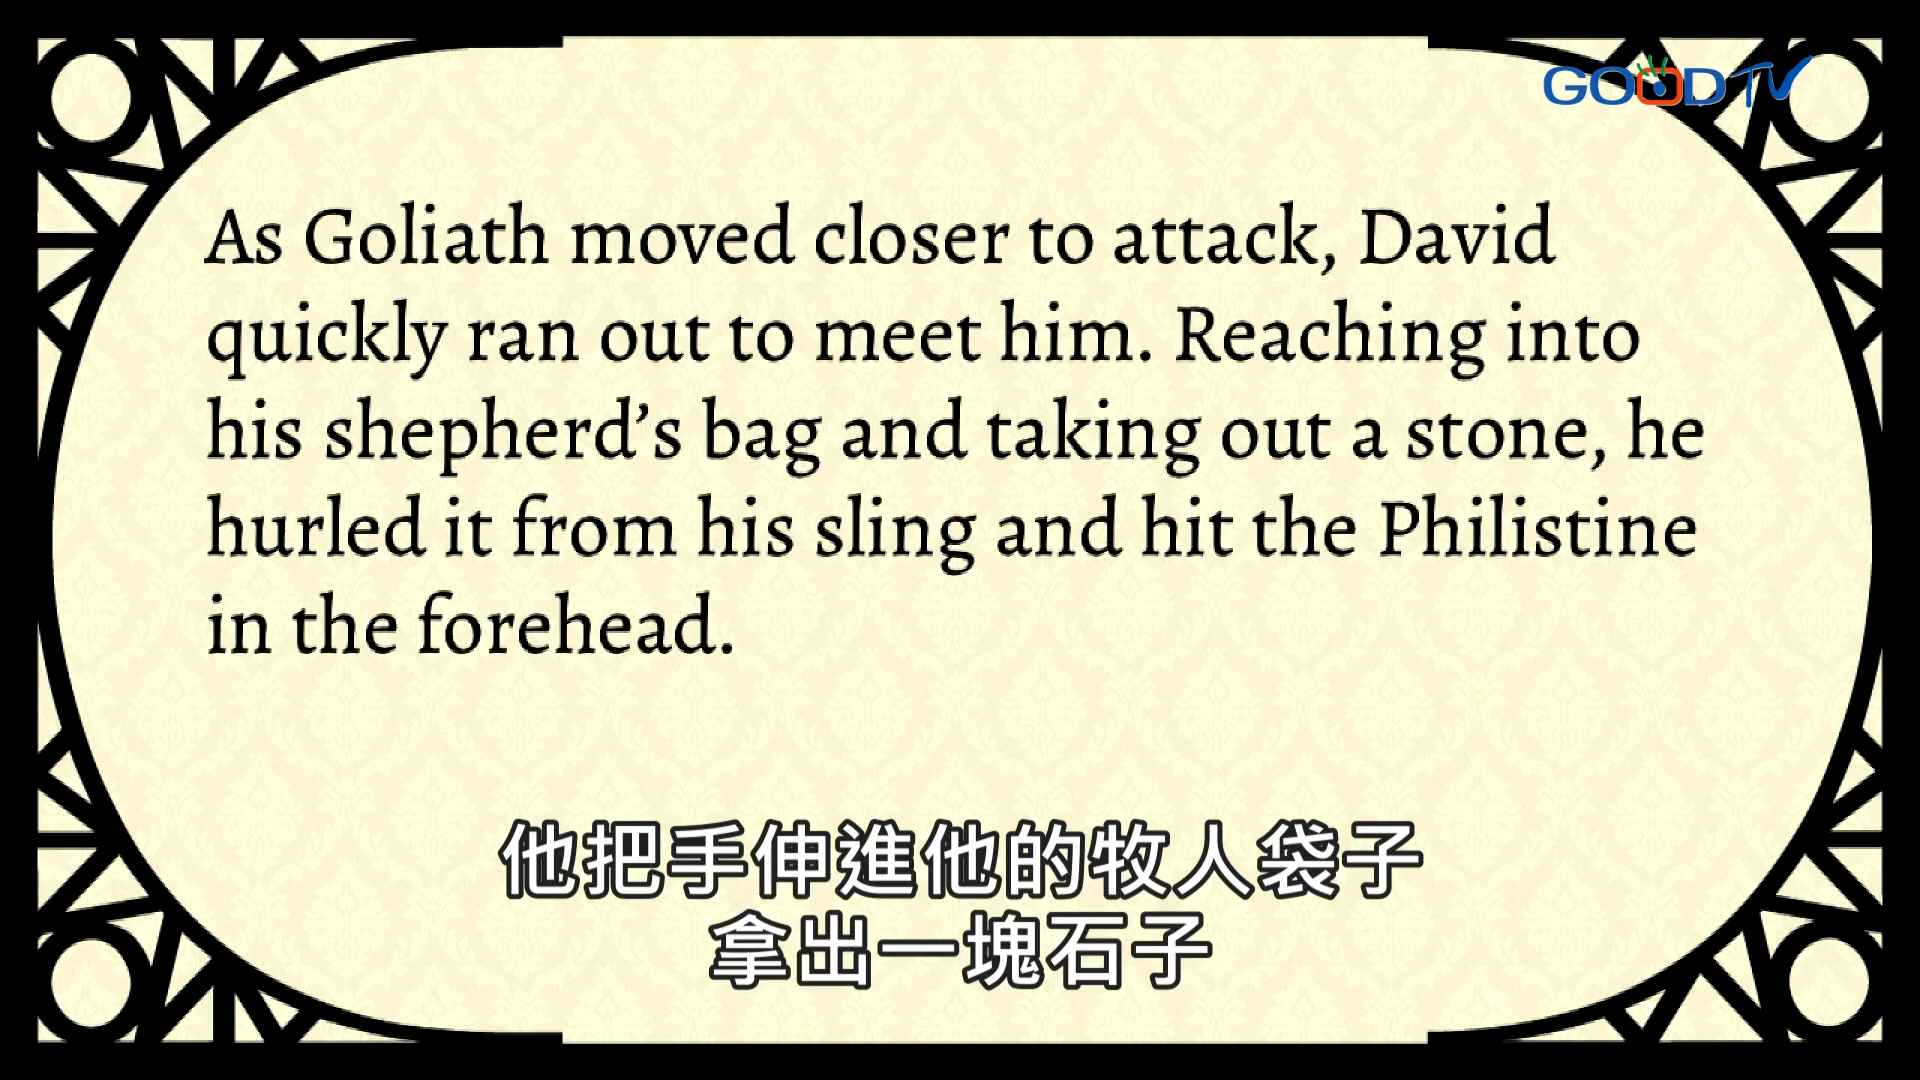 GOODTV
As Goliath moved closer to attack, David
quickly ran out to meet him. Reaching into
his shepherd’s bag and taking out a stone, he
hurled it from his sling and hit the Philistine
in the forehead.
他把手伸進他的牧人袋子
拿出一塊石子